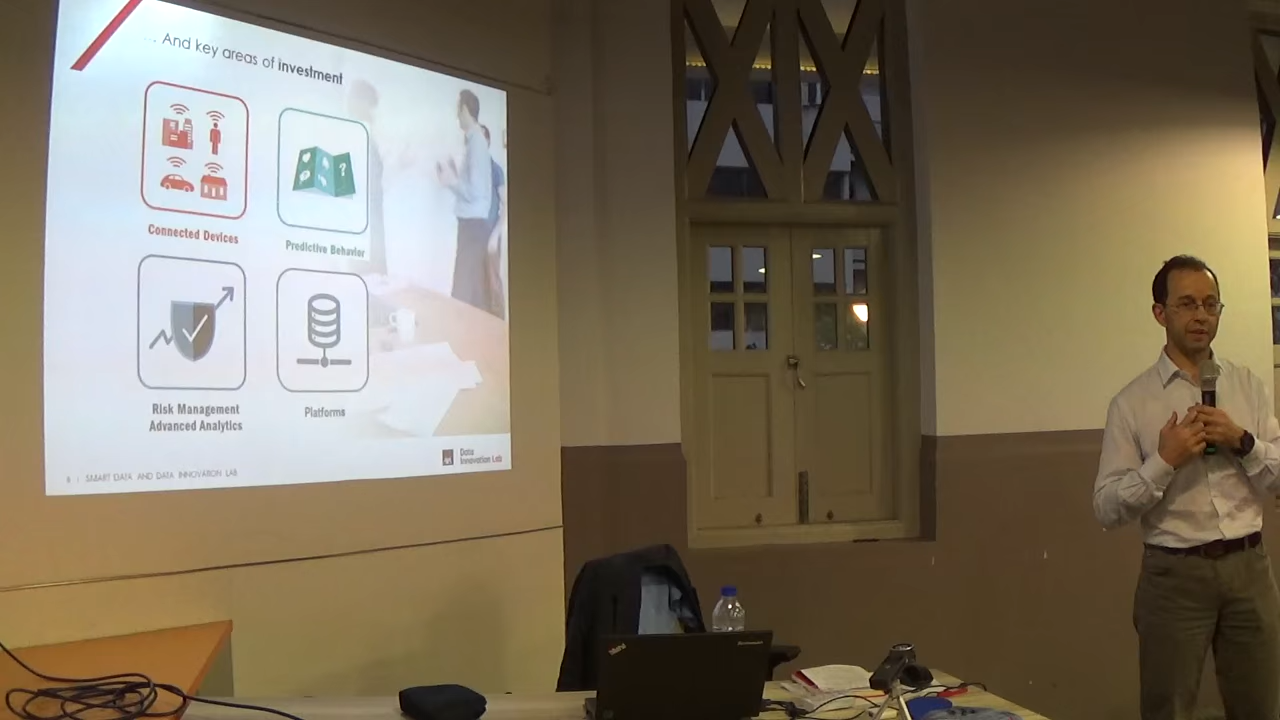 ... And key areas of investment
Connected Devices
Predictive Behavior
Risk Management
Advanced Analytics
Platforms
Data
Innovation Lab
SMART DATA AND DATA INNOVATION LAB
ThinkPad